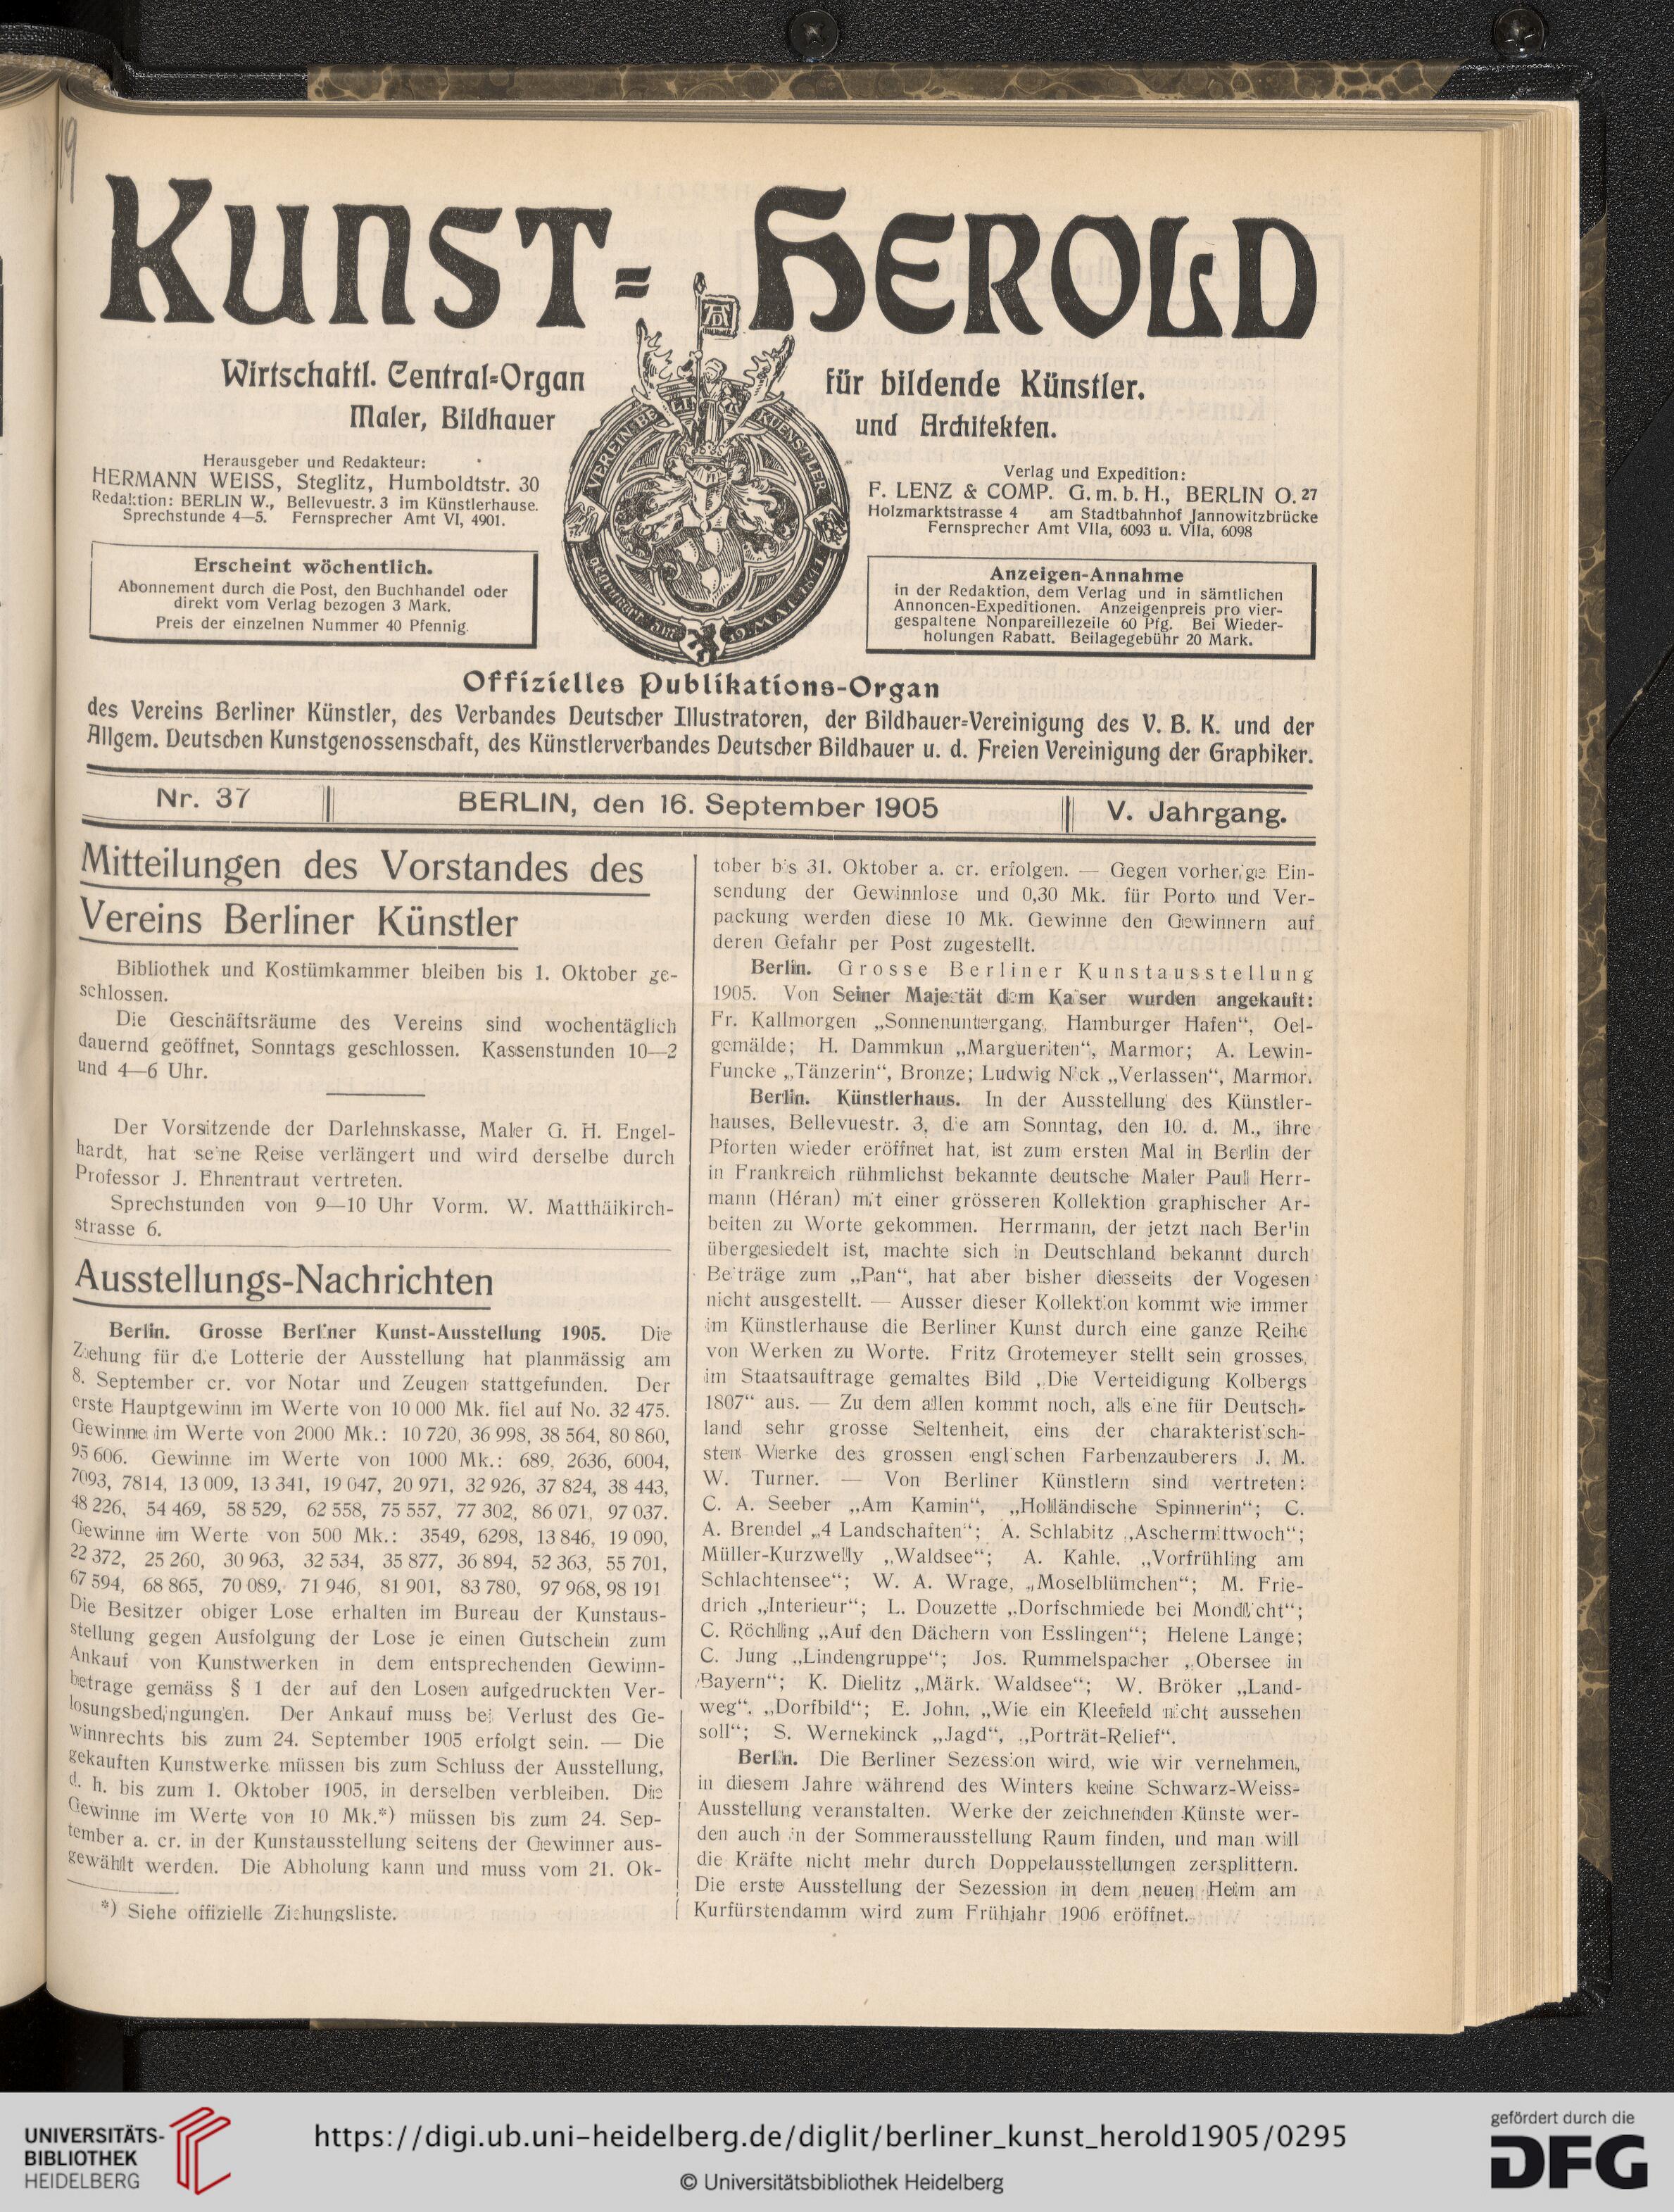 KUNST=HEROLD
Wirtschaftl. Central=Organ für bildende Künstler.
Maler, Bildhauer und Architekten.
Herausgeber und Redakteur:
HERMANN WEISS, Steglitz, Humboldtstr. 30
Redaktion: BERLIN W., Bellevuestr. 3 im Künstlerhause.
Sprechstunde 4—5. Fernsprecher Amt VI, 4901.
Erscheint wöchentlich.
Abonnement durch die Post, den Buchhandel oder
direkt vom Verlag bezogen 3 Mark.
Preis der einzelnen Nummer 40 Pfennig.
VEREIN BERLINER KUENSTLER
19. MAI 1841
Verlag und Expedition:
F. LENZ & COMP. G. m. b. H., BERLIN O. 27
Holzmarktstrasse 4 am Stadtbahnhof Jannowitzbrücke
Fernsprecher Amt VIIa, 6093 u. VIIa, 6098
Anzeigen-Annahme
in der Redaktion, dem Verlag und in sämtlichen
Annoncen-Expeditionen. Anzeigenpreis pro vier-
gespaltene Nonpareillezeile 60 Pfg. Bei Wieder-
holungen Rabatt. Beilagegebühr 20 Mark.
Offizielles Publikations-Organ
des Vereins Berliner Künstler, des Verbandes Deutscher Illustratoren, der Bildhauer=Vereinigung des V. B. K. und der
Allgem. Deutschen Kunstgenossenschaft, des Künstlerverbandes Deutscher Bildhauer u. d. Freien Vereinigung der Graphiker.
Nr. 37 BERLIN, den 16. September 1905 V. Jahrgang.
Mitteilungen des Vorstandes des
Vereins Berliner Künstler
Bibliothek und Kostümkammer bleiben bis 1. Oktober ge-
schlossen.
Die Geschäftsräume des Vereins sind wochentäglich
dauernd geöffnet, Sonntags geschlossen. Kassenstunden 10—2
und 4—6 Uhr.
Der Vorsitzende der Darlehnskasse, Maler G. H. Engel-
hardt, hat seine Reise verlängert und wird derselbe durch
Professor J. Ehrentraut vertreten.
Sprechstunden von 9—10 Uhr Vorm. W. Matthäikirch-
strasse 6.
Ausstellungs-Nachrichten
Berlin. Grosse Berliner Kunst-Ausstellung 1905. Die
Ziehung für die Lotterie der Ausstellung hat planmässig am
8. September cr. vor Notar und Zeugen stattgefunden. Der
erste Hauptgewinn im Werte von 10 000 Mk. fiel auf No. 32 475.
Gewinne im Werte von 2000 Mk.: 10 720, 36 998, 38 564, 80 860,
95 606. Gewinne im Werte von 1000 Mk.: 689, 2636, 6004,
7093, 7814, 13 009, 13 341, 19 047, 20 971, 32 926, 37 824, 38 443,
48 226, 54 469, 58 529, 62 558, 75 557, 77 302, 86 071, 97 037.
Gewinne im Werte von 500 Mk.: 3549, 6298, 13 846, 19 090,
22 372, 25 260, 30 963, 32 534, 35 877, 36 894, 52 363, 55 701,
67 594, 68 865, 70 089, 71 946, 81 901, 83 780, 97 968, 98 191
Die Besitzer obiger Lose erhalten im Bureau der Kunstaus-
stellung gegen Ausfolgung der Lose je einen Gutschein zum
Ankauf von Kunstwerken in dem entsprechenden Gewinn-
betrage gemäss § 1 der auf den Losen aufgedruckten Ver-
losungsbedingungen. Der Ankauf muss bei Verlust des Ge-
winnrechts bis zum 24. September 1905 erfolgt sein. — Die
gekauften Kunstwerke müssen bis zum Schluss der Ausstellung,
d. h. bis zum 1. Oktober 1905, in derselben verbleiben. Die
Gewinne im Werte von 10 Mk.*) müssen bis zum 24. Sep-
tember a. cr. in der Kunstausstellung seitens der Gewinner aus-
gewählt werden. Die Abholung kann und muss vom 21. Ok-
*) Siehe offizielle Ziehungsliste.
tober bis 31. Oktober a. cr. erfolgen. — Gegen vorherige Ein-
sendung der Gewinnlose und 0,30 Mk. für Porto und Ver-
packung werden diese 10 Mk. Gewinne den Gewinnern auf
deren Gefahr per Post zugestellt.
Berlin. Grosse Berliner Kunstausstellung
1905. Von Seiner Majestät dem Kaiser wurden angekauft:
Fr. Kallmorgen „Sonnenuntergang, Hamburger Hafen“, Oel-
gemälde; H. Dammkun „Margueriten“, Marmor; A. Lewin-
Funcke „Tänzerin“, Bronze; Ludwig Nick „Verlassen“, Marmor.
Berlin. Künstlerhaus. In der Ausstellung des Künstler-
hauses, Bellevuestr. 3, die am Sonntag, den 10. d. M., ihre
Pforten wieder eröffnet hat, ist zum ersten Mal in Berlin der
in Frankreich rühmlichst bekannte deutsche Maler Paul Herr-
mann (Héran) mit einer grösseren Kollektion graphischer Ar-
beiten zu Worte gekommen. Herrmann, der jetzt nach Berlin
übergesiedelt ist, machte sich in Deutschland bekannt durch
Beiträge zum „Pan“, hat aber bisher diesseits der Vogesen
nicht ausgestellt. — Ausser dieser Kollektion kommt wie immer
im Künstlerhause die Berliner Kunst durch eine ganze Reihe
von Werken zu Worte. Fritz Grotemeyer stellt sein grosses,
im Staatsauftrage gemaltes Bild „Die Verteidigung Kolbergs
1807“ aus. — Zu dem allen kommt noch, als eine für Deutsch-
land sehr grosse Seltenheit, eins der charakteristisch-
sten Werke des grossen englischen Farbenzauberers J. M.
W. Turner. — Von Berliner Künstlern sind vertreten:
C. A. Seeber „Am Kamin“, „Holländische Spinnerin“; C.
A. Brendel „4 Landschaften“; A. Schlabitz „Aschermittwoch“;
Müller-Kurzwelly „Waldsee“; A. Kahle, „Vorfrühling am
Schlachtensee“; W. A. Wrage, „Moselblümchen“; M. Frie-
drich „Interieur“; L. Douzette „Dorfschmiede bei Mondlicht“;
C. Röchling „Auf den Dächern von Esslingen“; Helene Lange;
C. Jung „Lindengruppe“; Jos. Rummelspacher „Obersee in
Bayern“; K. Dielitz „Märk. Waldsee“; W. Bröker „Land-
weg“, „Dorfbild“; E. John, „Wie ein Kleefeld nicht aussehen
soll“; S. Wernekinck „Jagd“, „Porträt-Relief“.
Berlin. Die Berliner Sezession wird, wie wir vernehmen,
in diesem Jahre während des Winters keine Schwarz-Weiss-
Ausstellung veranstalten. Werke der zeichnenden Künste wer-
den auch in der Sommerausstellung Raum finden, und man will
die Kräfte nicht mehr durch Doppelausstellungen zersplittern.
Die erste Ausstellung der Sezession in dem neuen Heim am
Kurfürstendamm wird zum Frühjahr 1906 eröffnet.
UNIVERSITÄTS-
BIBLIOTHEK
HEIDELBERG
https://digi.ub.uni-heidelberg.de/diglit/berliner_kunst_herold1905/0295
© Universitätsbibliothek Heidelberg
gefördert durch die
DFG